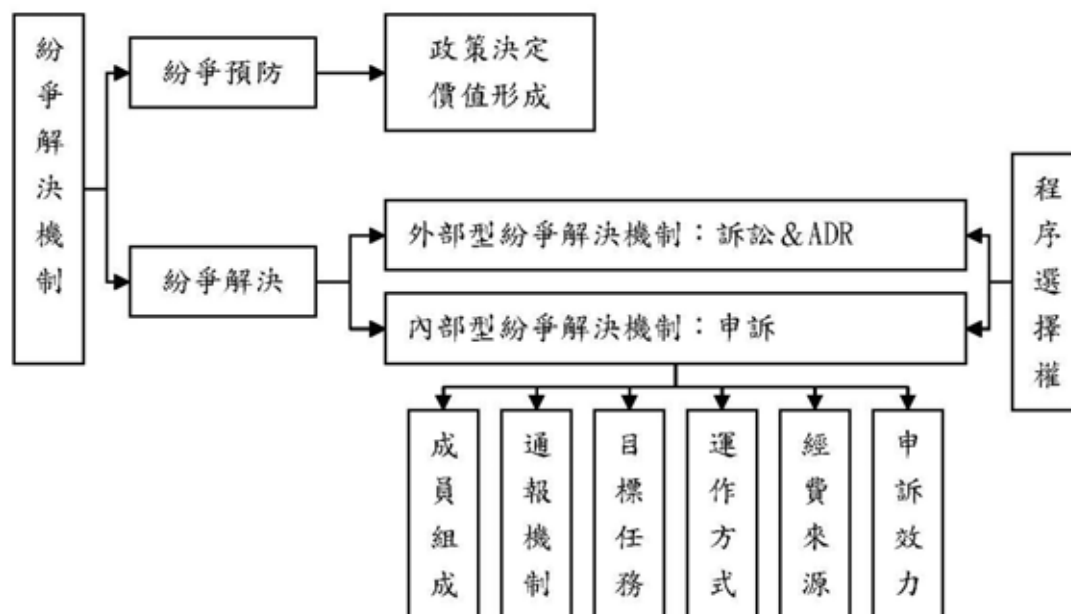 紛爭解決機制
紛爭預防
政策決定
價值形成
紛爭解決
外部型紛爭解決機制：訴訟＆ADR
內部型紛爭解決機制：申訴
程序選擇權
成員組成
通報機制
目標任務
運作方式
經費來源
申訴效力